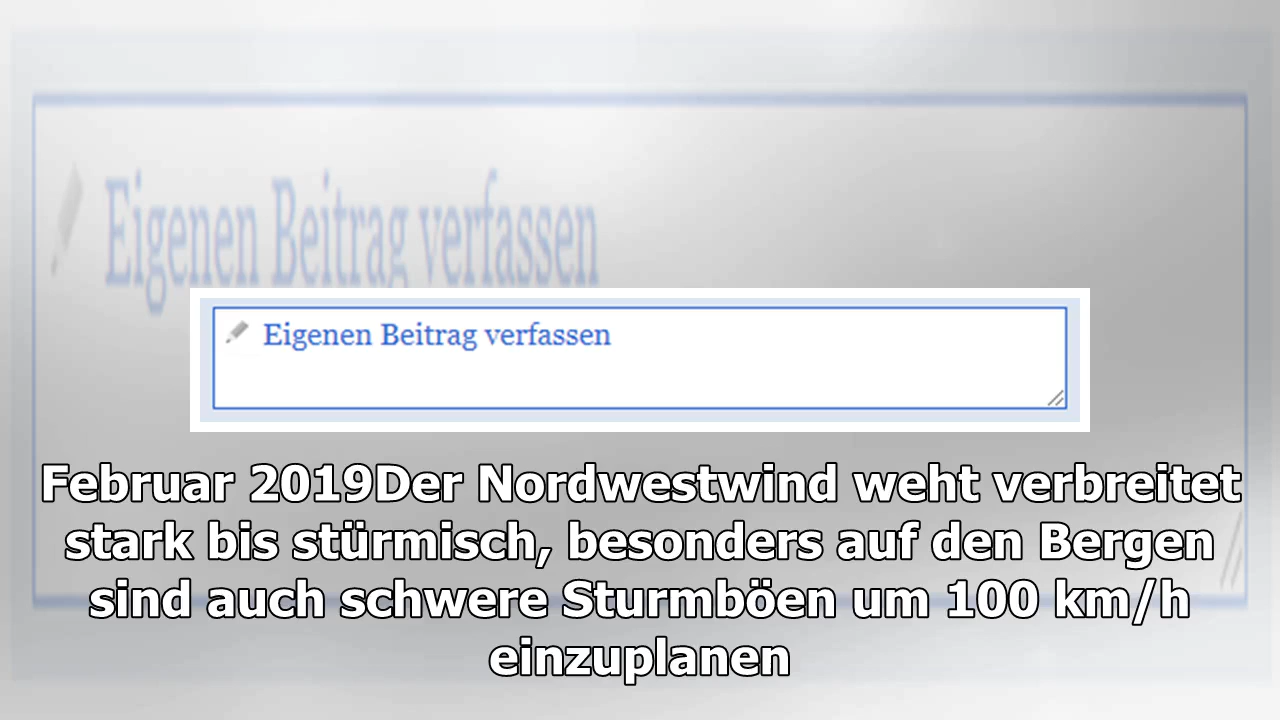 Eigenen Beitrag verfassen
Eigenen Beitrag verfassen
Februar 2019Der Nordwestwind weht verbreitet
stark bis stürmisch, besonders auf den Bergen
sind auch schwere Sturmböen um 100 km/h
einzuplanen